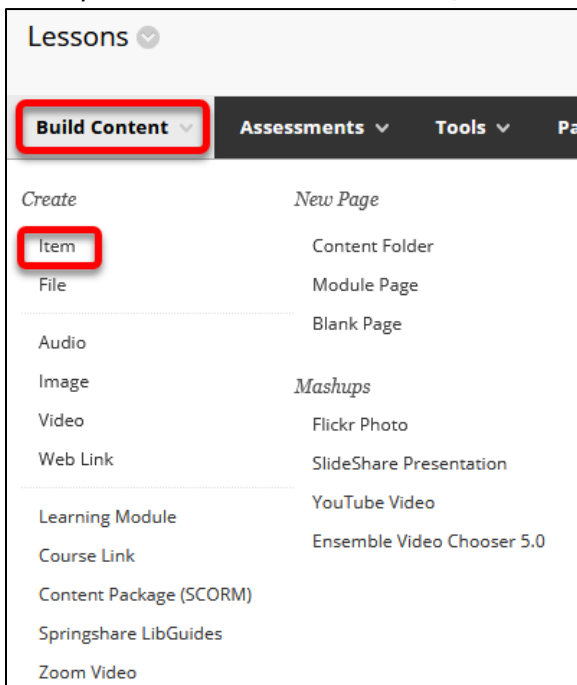 Lessons
Build Content Assessments Tools Pa
Create
Item
File
Audio
Image
Video
Web Link
Learning Module
Course Link
Content Package (SCORM)
Springshare LibGuides
Zoom Video
New Page
Content Folder
Module Page
Blank Page
Mashups
Flickr Photo
SlideShare Presentation
YouTube Video
Ensemble Video Chooser 5.0